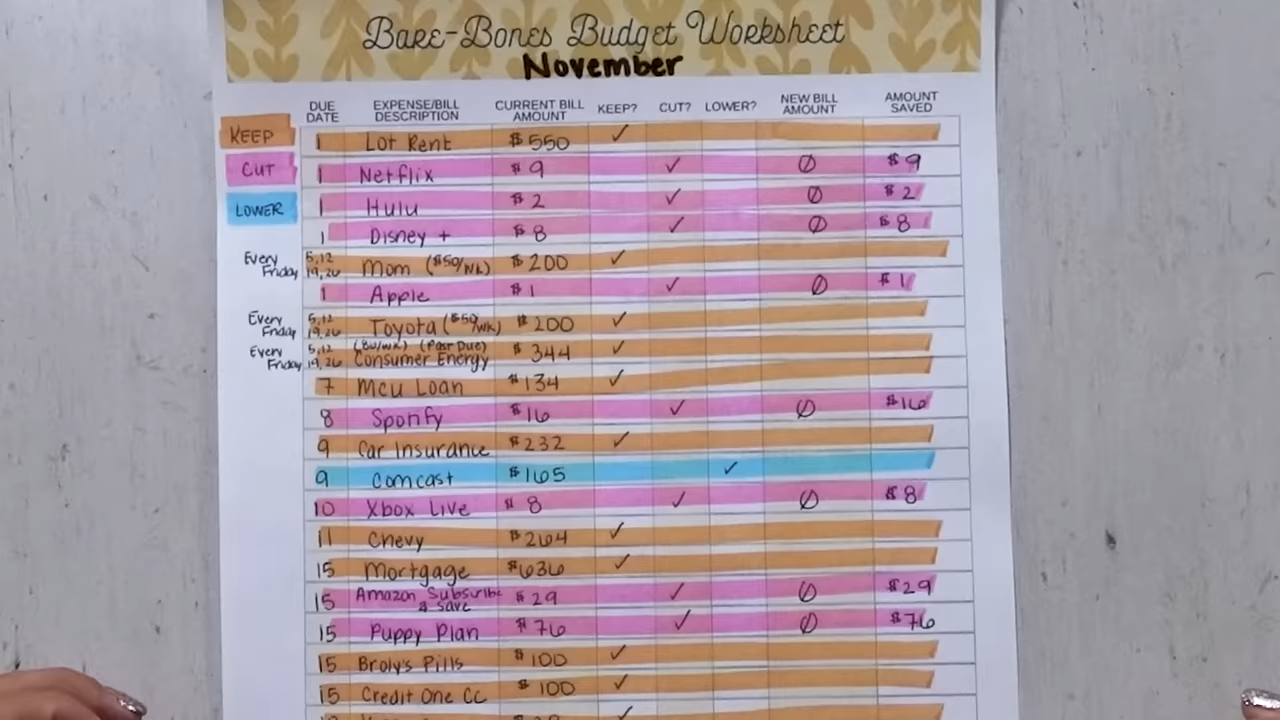 Bare-Bones Budget Worksheet
November
DUE DATE EXPENSE/BILL DESCRIPTION CURRENT BILL AMOUNT KEEP? CUT? LOWER? NEW BILL AMOUNT AMOUNT SAVED
KEEP
CUT
LOWER
1 Lot Rent $550 ✓
1 Netflix $9 ✓ Ø $9
1 Hulu $2 ✓ Ø $2
1 Disney + $8 ✓ Ø $8
Every Friday 5,12 19,26 Mom ($50/wk) $200 ✓
1 Apple $1 ✓ Ø $1
Every Friday 5,12 19,26 Toyota ($50/wk) $200 ✓
Every Friday 5,12 19,26 (86/wk) (Past Due) Consumer Energy $344 ✓
7 MCU Loan $134 ✓
8 Spotify $16 ✓ Ø $16
9 Car Insurance $232 ✓
9 Comcast $165 ✓
10 Xbox Live $8 ✓ Ø $8
11 Chevy $264 ✓
15 Mortgage $636 ✓
15 Amazon Subscribe & Save $29 ✓ Ø $29
15 Puppy Plan $76 ✓ Ø $76
15 Broly's Pills $100 ✓
15 Credit One CC $100 ✓